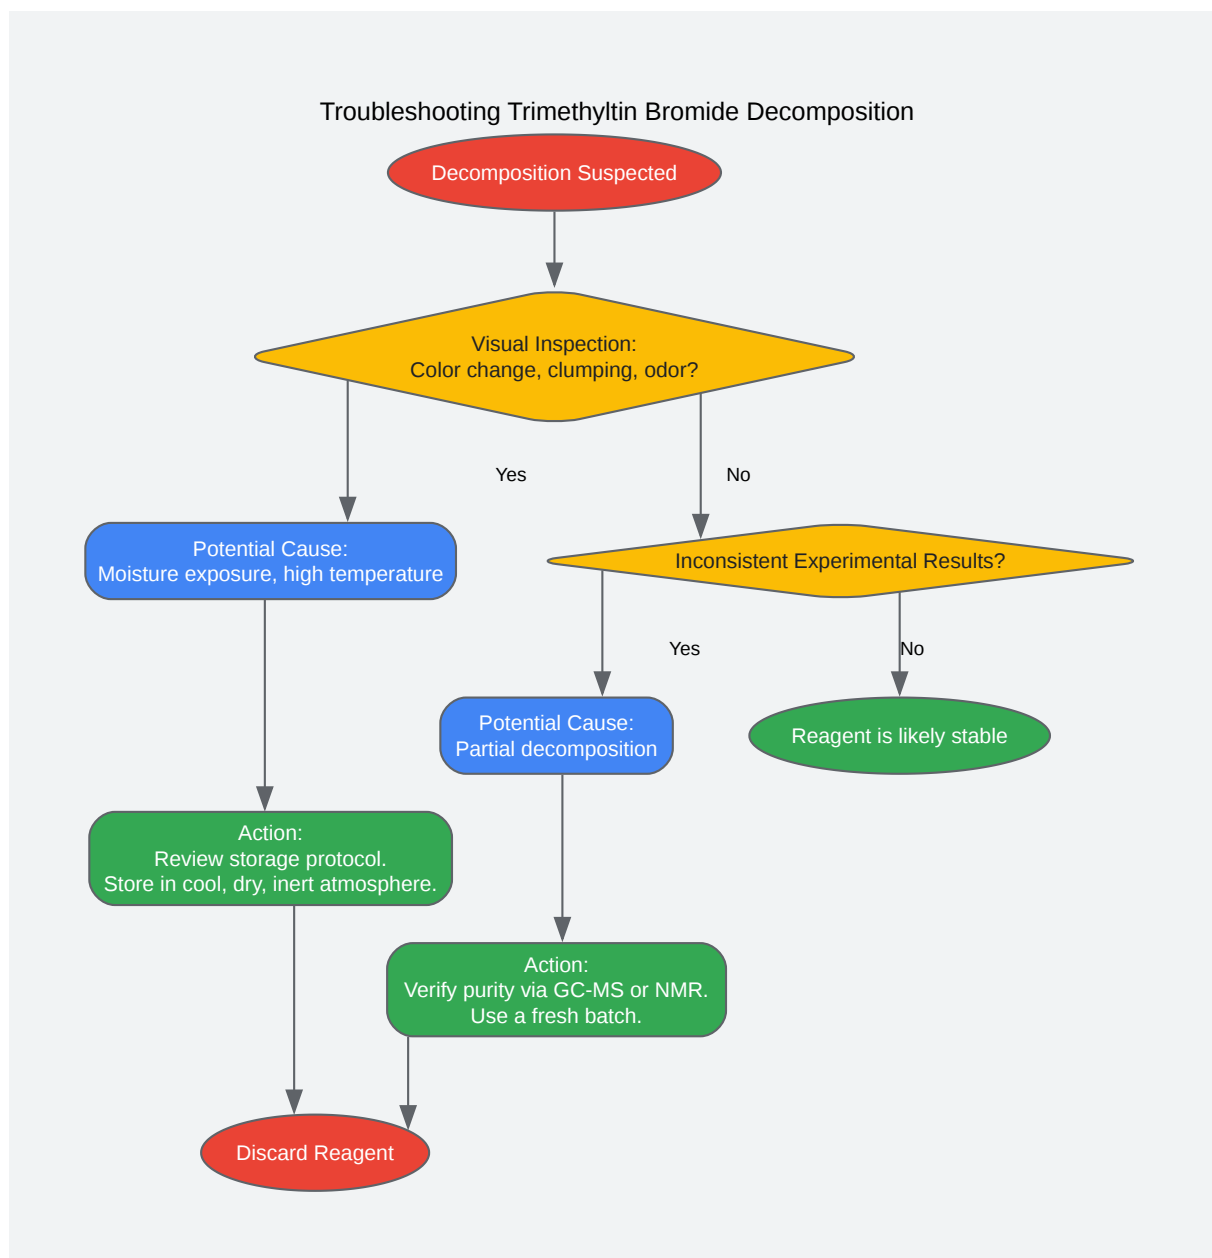 Troubleshooting Trimethyltin Bromide Decomposition
Decomposition Suspected
Visual Inspection:
Color change, clumping, odor?
Yes
No
Potential Cause:
Moisture exposure, high temperature
Inconsistent Experimental Results?
Yes
No
Potential Cause:
Partial decomposition
Reagent is likely stable
Action:
Review storage protocol.
Store in cool, dry, inert atmosphere.
Action:
Verify purity via GC-MS or NMR.
Use a fresh batch.
Discard Reagent